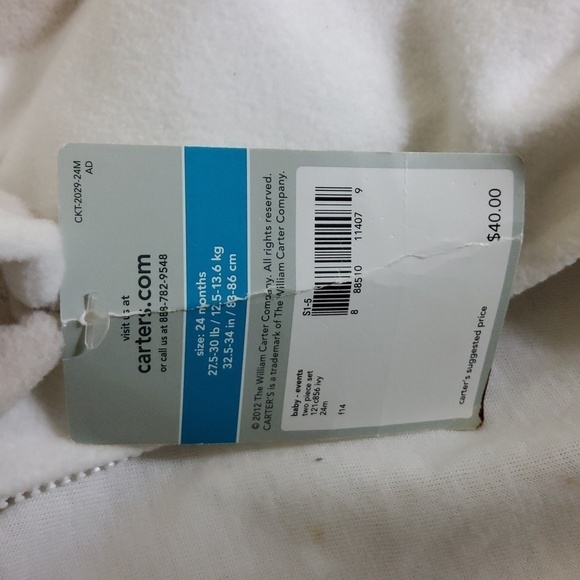 CKT-2029-24M
AD
visit us at
carters.com
or call us at 888-782-9548
size: 24 months
27.5-30 lb / 12.5-13.6 kg
32.5-34 in / 83-86 cm
© 2012 The William Carter Company. All rights reserved.
CARTER'S is a trademark of The William Carter Company.
baby - events
two piece set
121c856 ivy
24m
f14
S1-5
8 88510 11407 9
carter's suggested price
$40.00